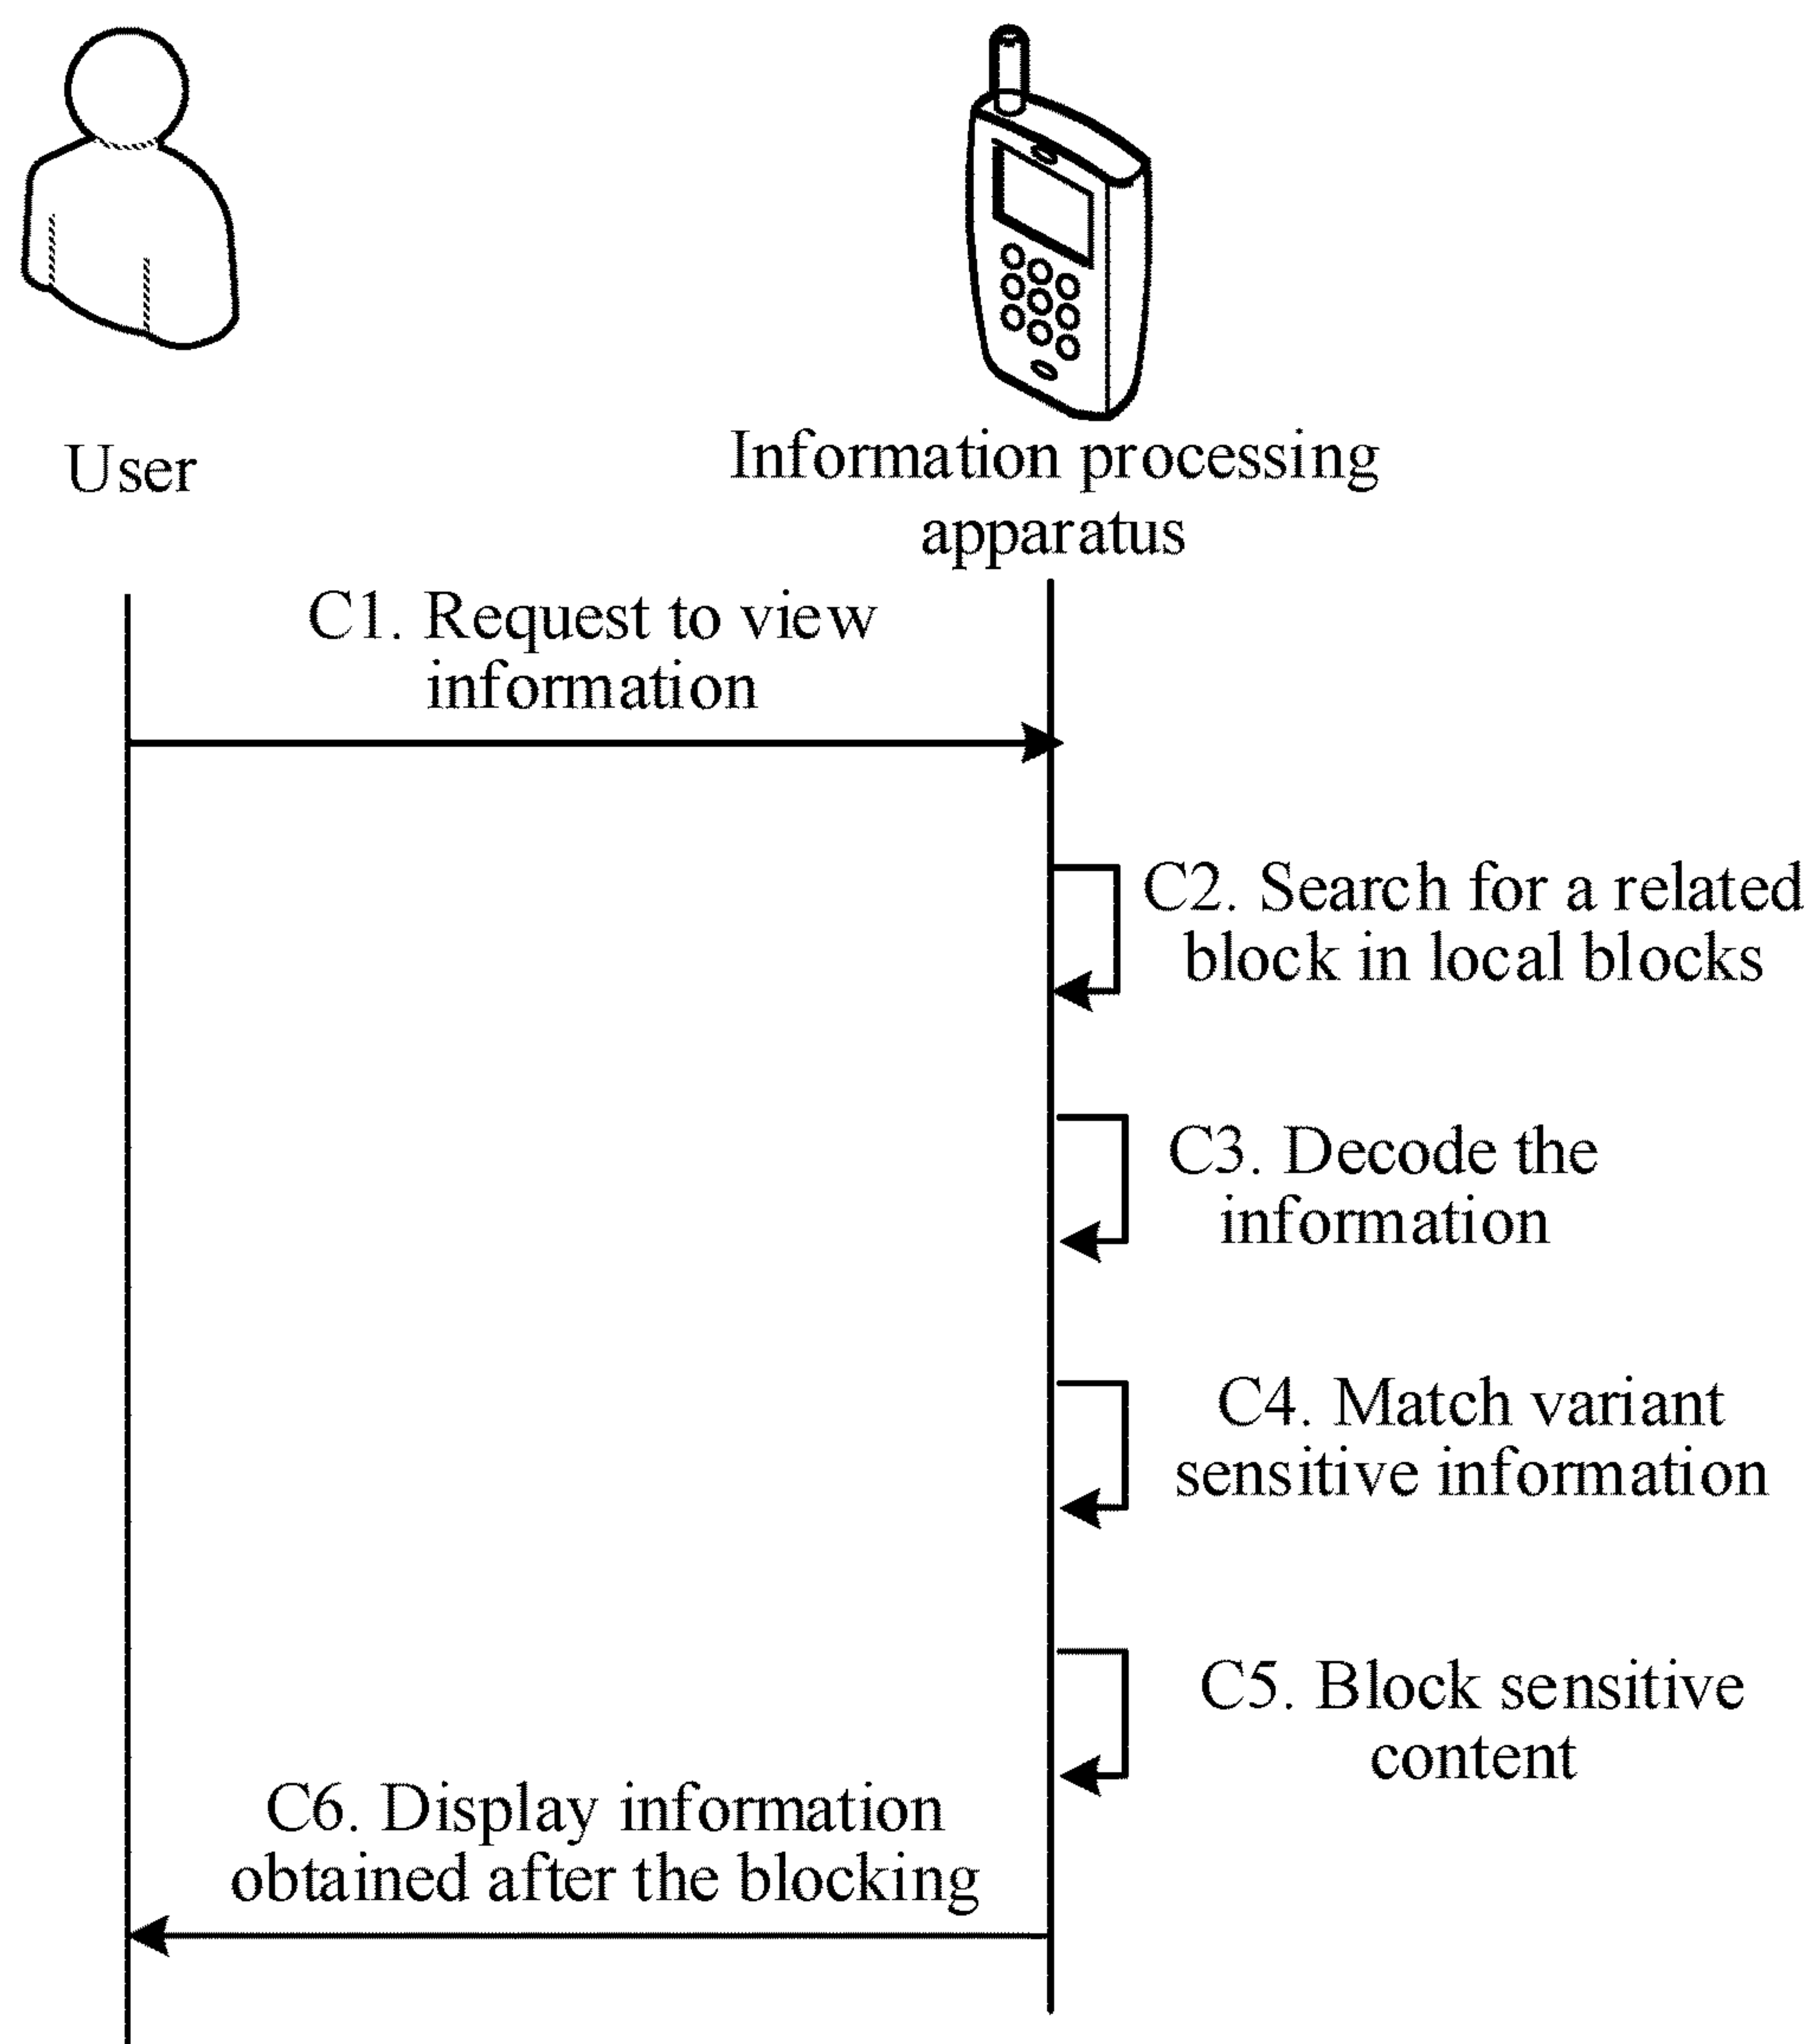 User
Information processing
apparatus
C1. Request to view
information
C2. Search for a related
block in local blocks
C3. Decode the
information
C4. Match variant
sensitive information
C5. Block sensitive
content
C6. Display information
obtained after the blocking